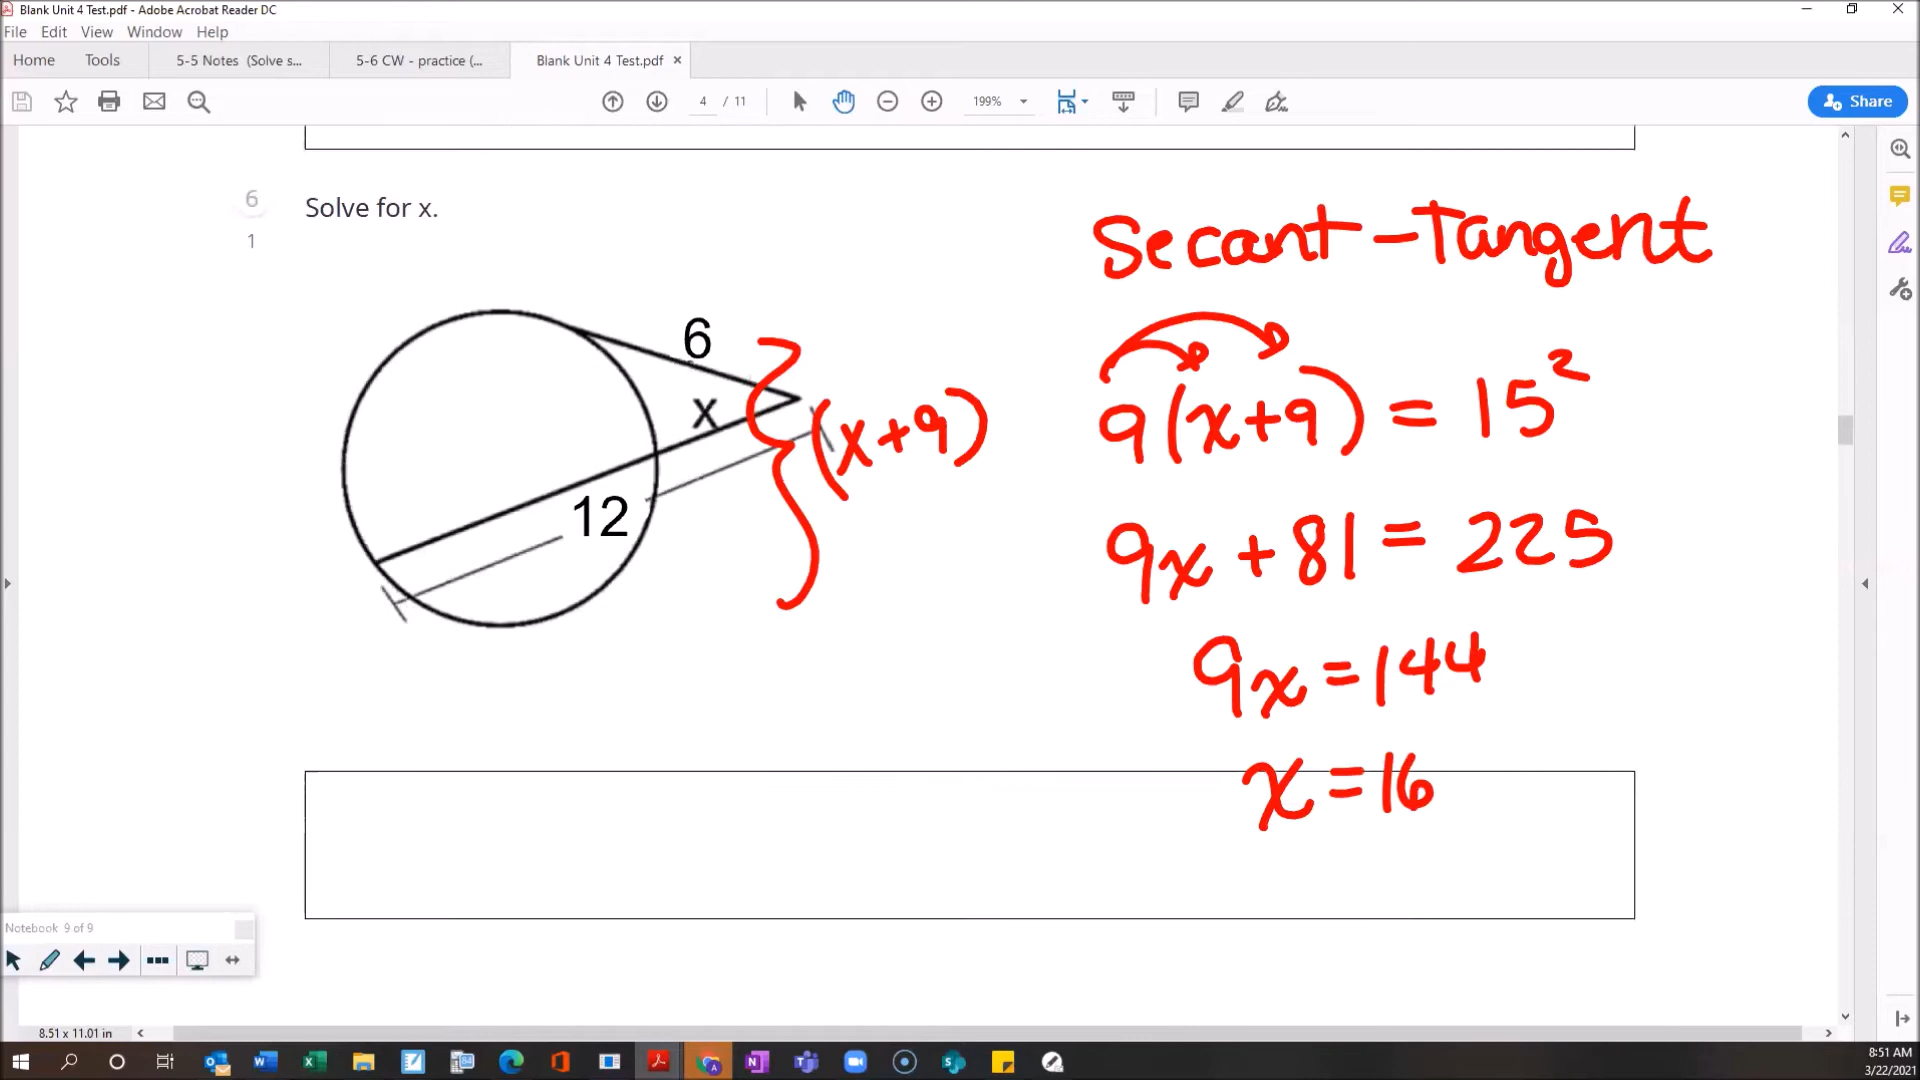 Blank Unit 4 Test.pdf - Adobe Acrobat Reader DC
File Edit View Window Help
Home Tools 5-5 Notes (Solve s... 5-6 CW - practice (... Blank Unit 4 Test.pdf ×
4 / 11 199% Share
6 Solve for x.
1
Secant-Tangent
6
x
12
(x+9)
9(x+9) = 15²
9x + 81 = 225
9x = 144
x = 16
Notebook 9 of 9
8.51 x 11.01 in
8:51 AM
3/22/2021